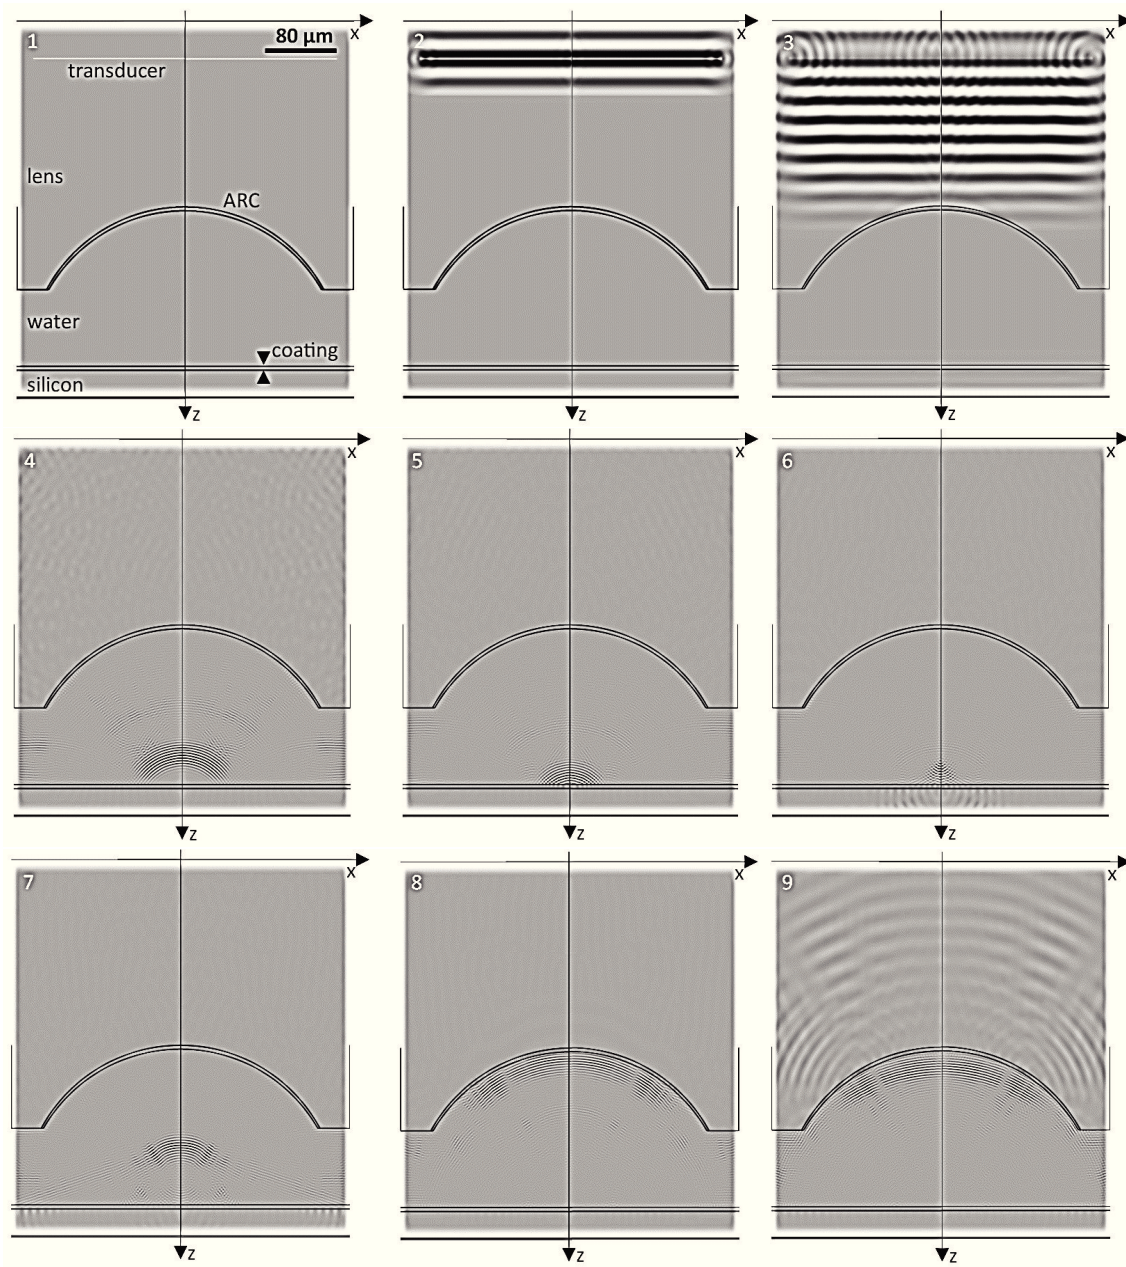 x
1
80 µm
transducer
lens
ARC
water
coating
silicon
z
x
2
z
x
3
z
x
4
z
x
5
z
x
6
z
x
7
z
x
8
z
x
9
z